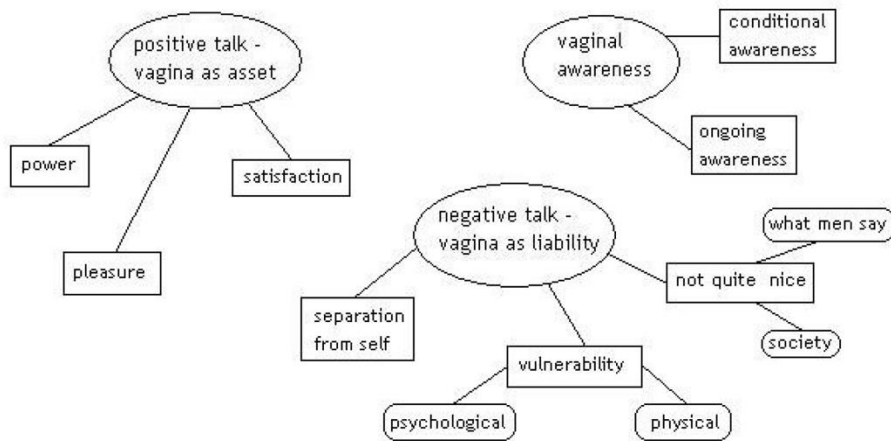 positive talk -
vagina as asset
power
pleasure
satisfaction
vaginal
awareness
conditional
awareness
ongoing
awareness
negative talk -
vagina as liability
separation
from self
vulnerability
psychological
physical
not quite nice
what men say
society